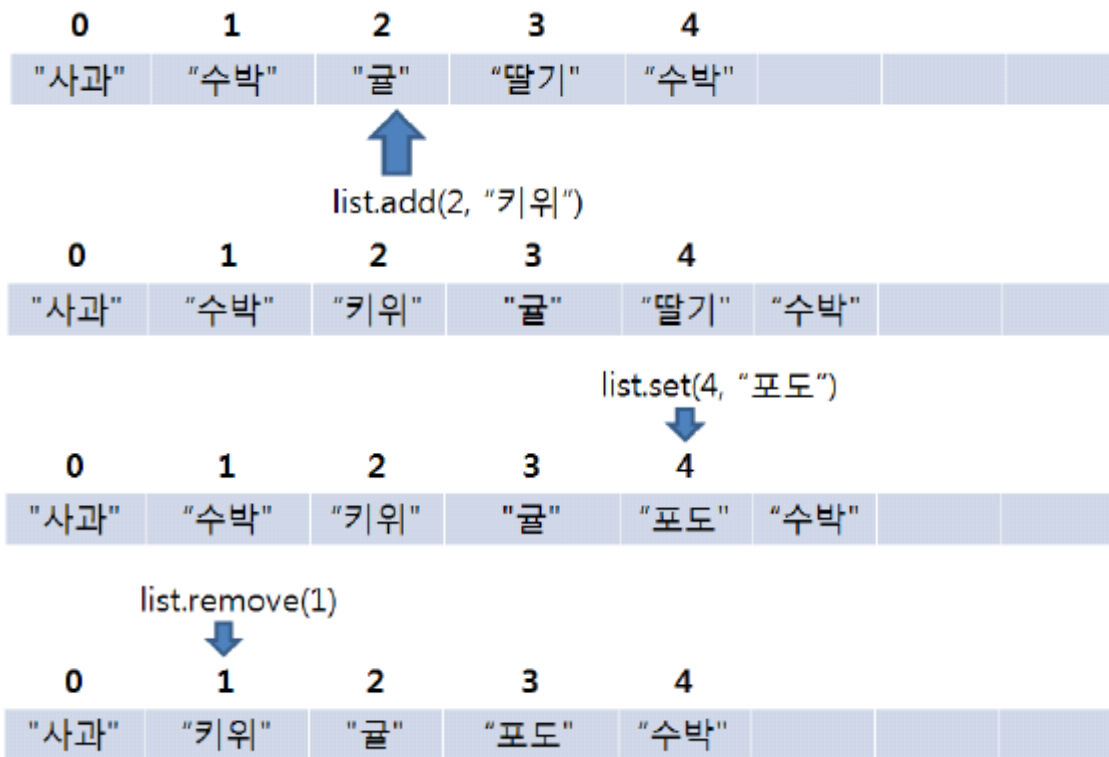 0 1 2 3 4
"사과" "수박" "귤" "딸기" "수박"
list.add(2, "키위")
0 1 2 3 4
"사과" "수박" "키위" "귤" "딸기" "수박"
list.set(4, "포도")
0 1 2 3 4
"사과" "수박" "키위" "귤" "포도" "수박"
list.remove(1)
0 1 2 3 4
"사과" "키위" "귤" "포도" "수박"